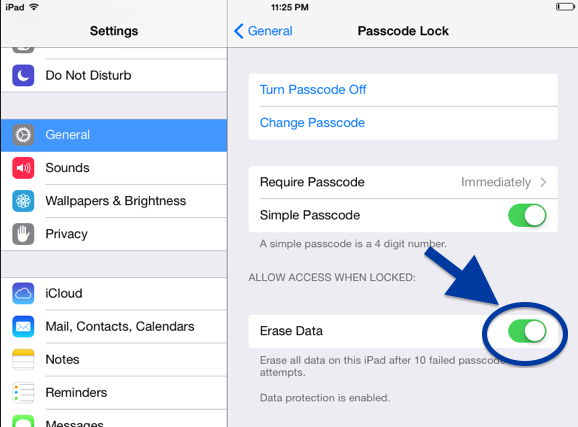 iPad
11:25 PM
Settings
General
Passcode Lock
Do Not Disturb
General
Sounds
Wallpapers & Brightness
Privacy
iCloud
Mail, Contacts, Calendars
Notes
Reminders
Messages
Turn Passcode Off
Change Passcode
Require Passcode Immediately
Simple Passcode
A simple passcode is a 4 digit number.
ALLOW ACCESS WHEN LOCKED:
Erase Data
Erase all data on this iPad after 10 failed passcode
attempts.
Data protection is enabled.